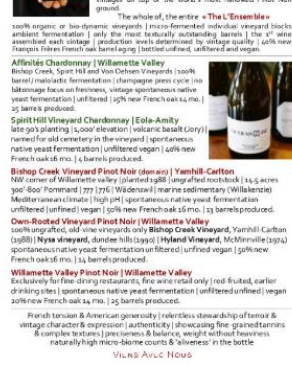 ground.
The whole of, the entire « The L'Ensemble»
100% organic or bio-dynamic vineyards | micro-fermented individual vineyard blocks
ambient fermentation | only the most texturally outstanding barrels | the 1st wine
assembled each vintage | production levels determined by vintage quality | 40% new
François Frères French oak barrel aging | bottled unfined, unfiltered and vegan.
Affinités Chardonnay | Willamette Valley
Bishop Creek, Spirit Hill and Von Oehsen Vineyards | 100%
barrel / malolactic fermentation | champagne press cycle | no
bâtonnage focus on freshness, vintage spontaneous native
yeast fermentation | unfiltered | 25% new French oak 14 mo. |
25 barrels produced.
Spirit Hill Vineyard Chardonnay | Eola-Amity
late 90's planting | 1,000' elevation | volcanic basalt (Jory) |
named for old cemetery in the vineyard | spontaneous
native yeast fermentation | unfiltered vegan | 40% new
French oak 16 mo. | 4 barrels produced.
Bishop Creek Vineyard Pinot Noir (domain) | Yamhill-Carlton
NW corner of Willamette valley | planted 1988 | ungrafted rootstock | 14.5 acres
300'-800' Pommard | 777 | 776 | Wädenswil | marine sedimentary (Willakenzie)
Mediterranean climate | high pH | spontaneous native yeast fermentation
unfiltered | unfined | vegan | 50% new French oak 16 mo. | 13 barrels produced.
Own-Rooted Vineyard Pinot Noir | Willamette Valley
100% ungrafted, old-vine vineyards only Bishop Creek Vineyard, Yamhill-Carlton
(1988) | Nysa vineyard, dundee hills (1990) | Hyland Vineyard, McMinnville (1974)
spontaneous native yeast fermentation unfiltered | unfined vegan | 50% new
French oak 16 mo. | 14 barrels produced.
Willamette Valley Pinot Noir | Willamette Valley
Exclusively for fine-dining restaurants, fine wine retail only | red-fruited, earlier
drinking sites | spontaneous native yeast fermentation | unfiltered unfined | vegan
20% new French oak 14 mo. | 25 barrels produced.
French tension & American generosity | relentless stewardship of terroir &
vintage character & expression | authenticity | showcasing fine-grained tannins
& complex textures | preciseness & balance, weight without heaviness
naturally high micro-biome counts & 'aliveness' in the bottle